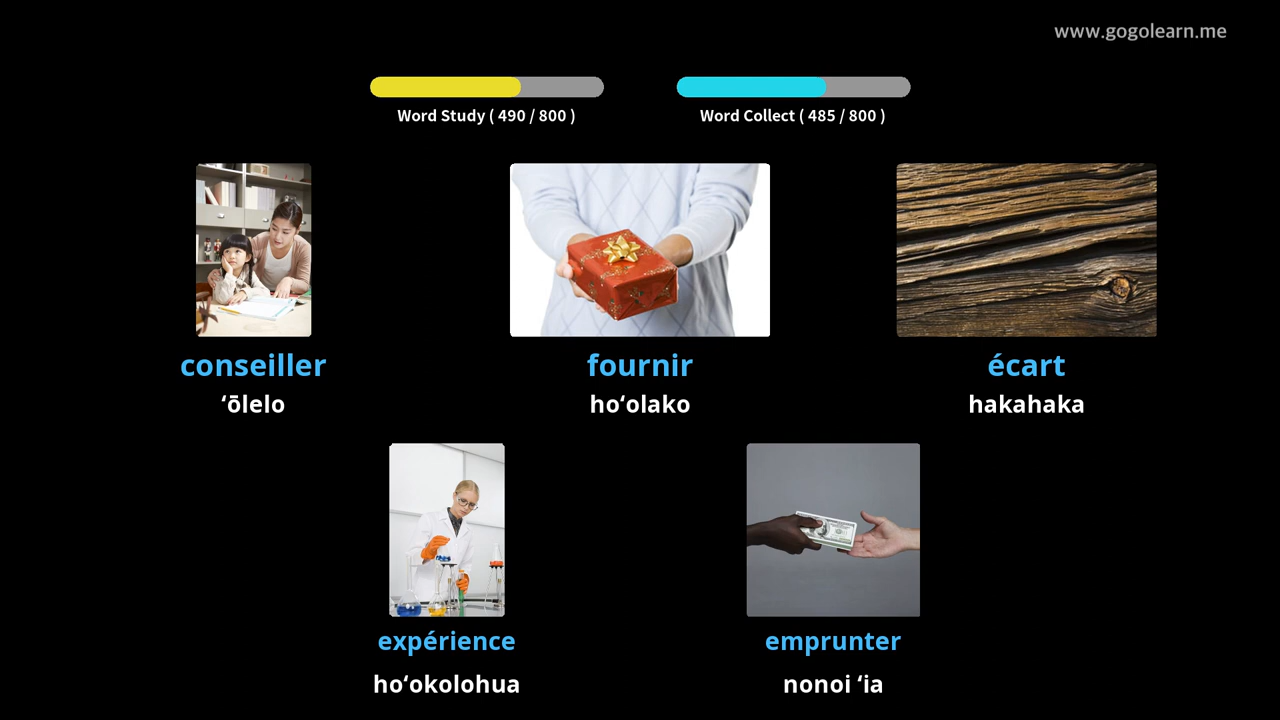 www.gogolearn.me
Word Study ( 490 / 800 )
Word Collect ( 485 / 800 )
conseiller
ʻōlelo
fournir
hoʻolako
écart
hakahaka
expérience
hoʻokolohua
emprunter
nonoi ʻia